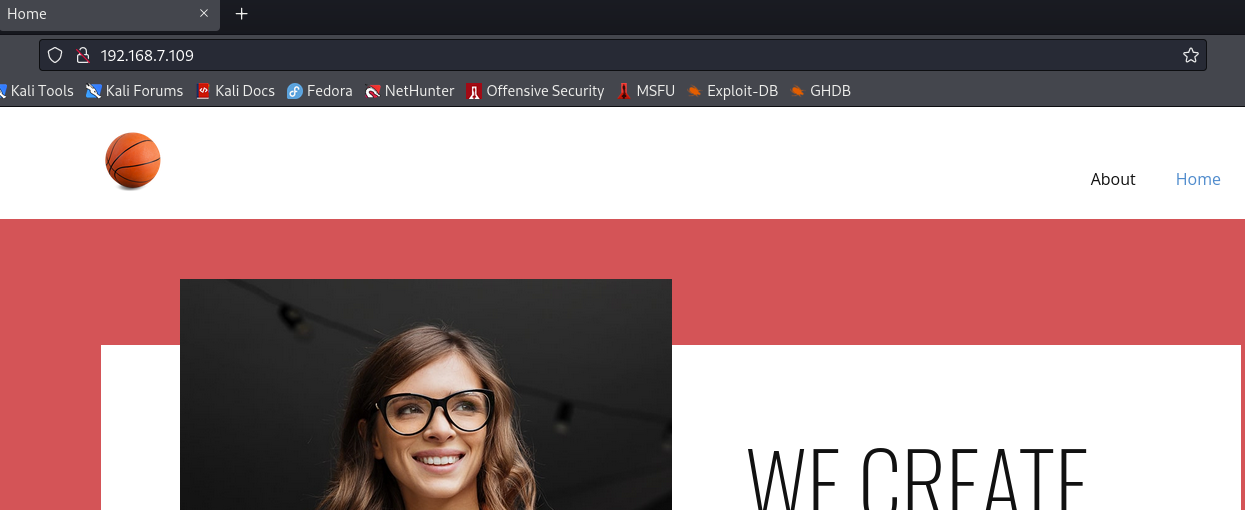 Home
192.168.7.109
Kali Tools Kali Forums Kali Docs Fedora NetHunter Offensive Security MSFU Exploit-DB GHDB
About Home
WE CREATE